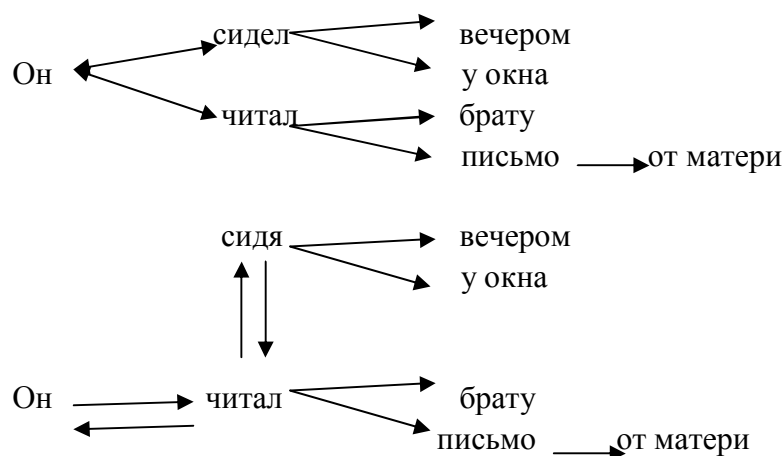 сидел вечером
Он у окна
читал брату
письмо от матери
сидя вечером
у окна
Он читал брату
письмо от матери